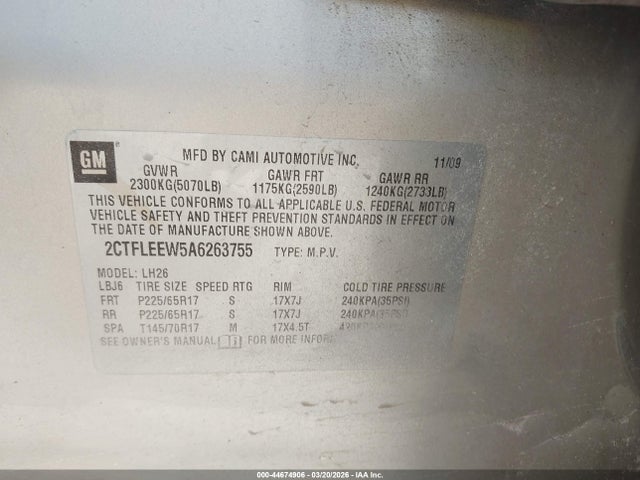 GM
MFD BY CAMI AUTOMOTIVE INC. 11/09
GVWR GAWR FRT GAWR RR
2300KG(5070LB) 1175KG(2590LB) 1240KG(2733LB)
THIS VEHICLE CONFORMS TO ALL APPLICABLE U.S. FEDERAL MOTOR
VEHICLE SAFETY AND THEFT PREVENTION STANDARDS IN EFFECT ON
THE DATE OF MANUFACTURE SHOWN ABOVE.
2CTFLEEW5A6263755 TYPE: M.P.V.
MODEL: LH26
LBJ6 TIRE SIZE SPEED RTG RIM COLD TIRE PRESSURE
FRT P225/65R17 S 17X7J 240KPA(35PSI)
RR P225/65R17 S 17X7J 240KPA(35PSI)
SPA T145/70R17 M 17X4.5T
SEE OWNER'S MANUAL FOR MORE
000-44674906 - 03/20/2026 - IAA Inc.